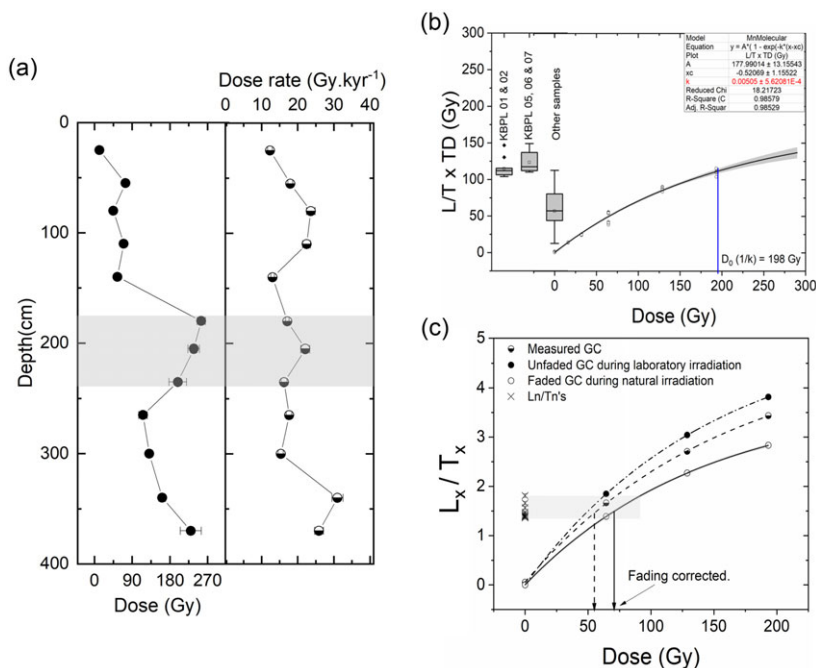 (a)
Dose rate (Gy.kyr⁻¹)
0 10 20 30 40
0
100
200
300
400
Depth(cm)
0 90 180 270
Dose (Gy)
(b)
300
250
200
150
100
50
0
L/T x TD (Gy)
KBPL 01 & 02
KBPL 05, 06 & 07
Other samples
Model MnMolecular
Equation y = A*( 1 - exp(-k*(x-xc)
Plot L/T x TD (Gy)
A 177.99014 ± 13.15543
xc -0.52069 ± 1.15522
k 0.00505 ± 5.62081E-4
Reduced Chi 18.21723
R-Square (C 0.98579
Adj. R-Squar 0.98529
D₀ (1/k) = 198 Gy
0 50 100 150 200 250 300
Dose (Gy)
(c)
5
4
3
2
1
0
Lₓ / Tₓ
Measured GC
Unfaded GC during laboratory irradiation
Faded GC during natural irradiation
Ln/Tn's
Fading corrected.
0 50 100 150 200
Dose (Gy)